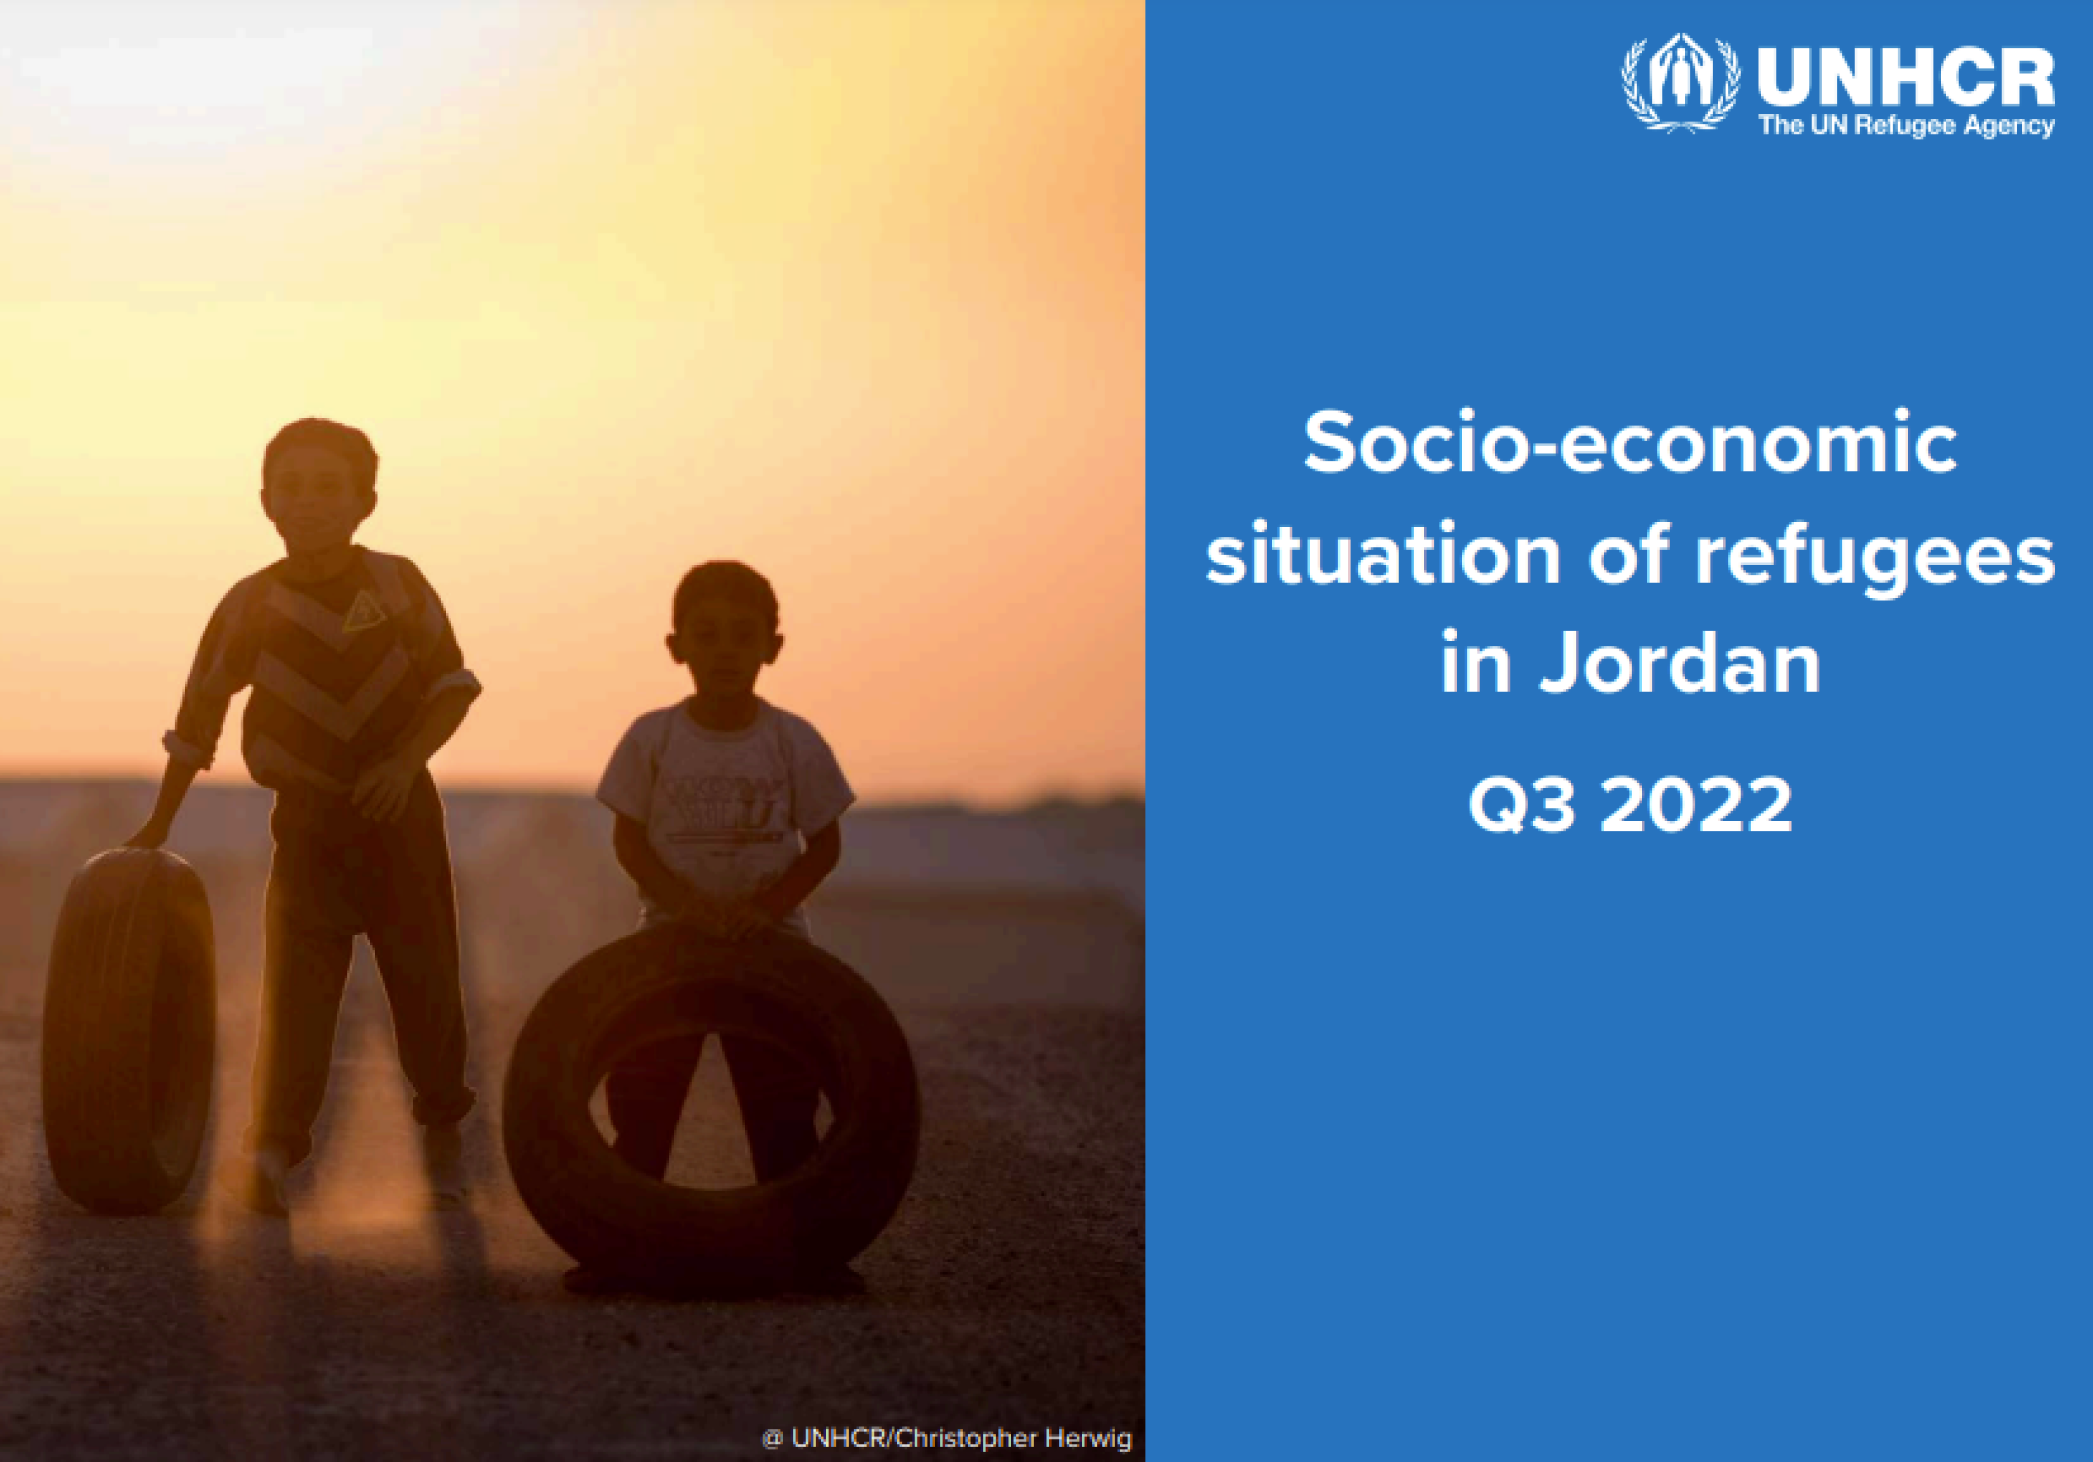 UNHCR
The UN Refugee Agency
Socio-economic
situation of refugees
in Jordan
Q3 2022
@ UNHCR/Christopher Herwig